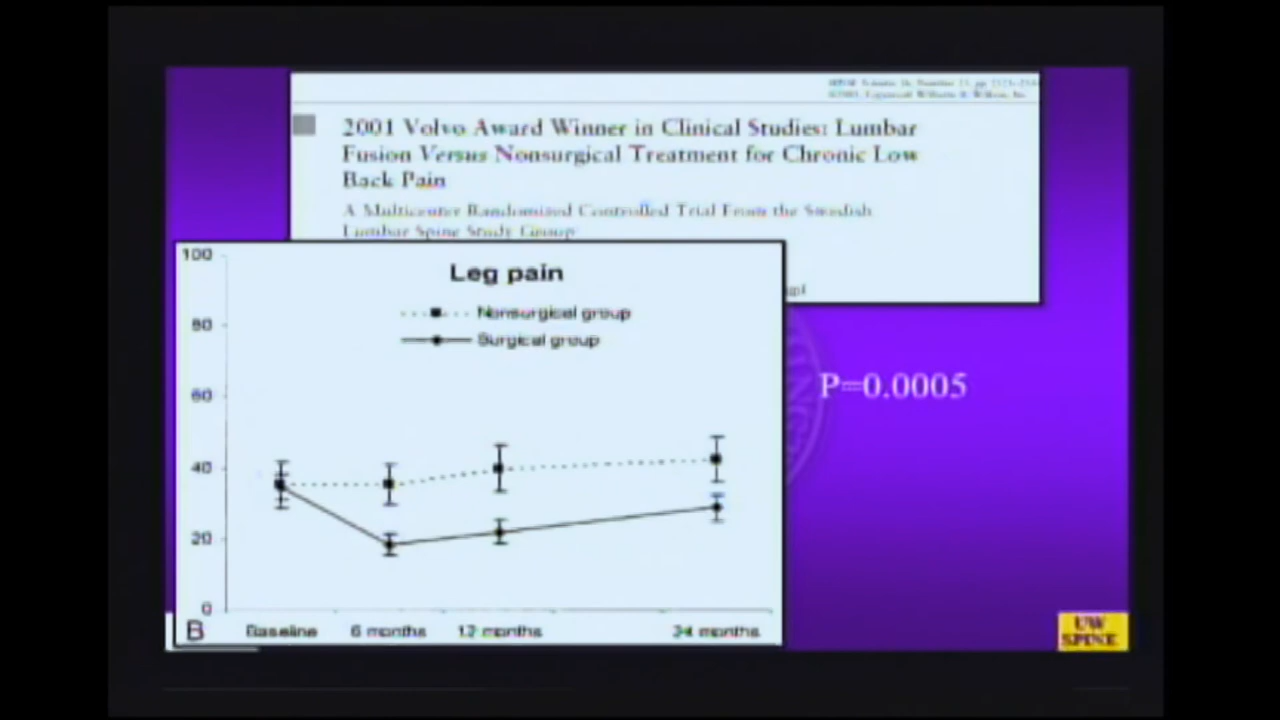 2001 Volvo Award Winner in Clinical Studies: Lumbar
Fusion Versus Nonsurgical Treatment for Chronic Low
Back Pain
A Multicenter Randomized Controlled Trial From the Swedish
Lumbar Spine Study Group
Leg pain
Nonsurgical group
Surgical group
100
80
60
40
20
0
B
Baseline 6 months 12 months 24 months
P=0.0005
UW
SPINE